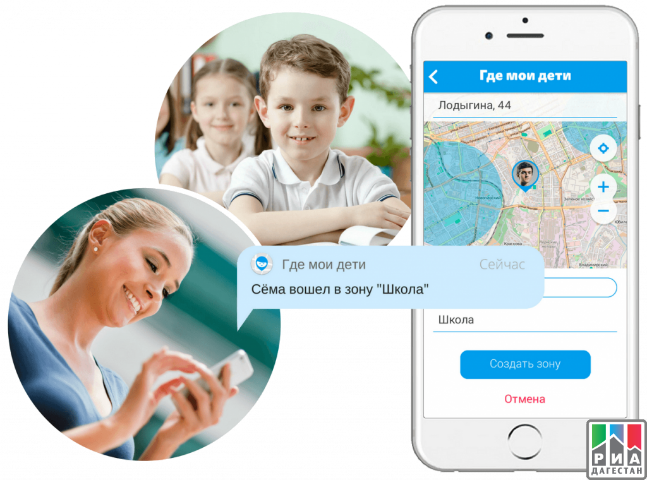 Где мои дети
Лодыгина, 44
Где мои дети
Сейчас
Сёма вошел в зону "Школа"
Школа
Создать зону
Отмена
РИА
ДАГЕСТАН